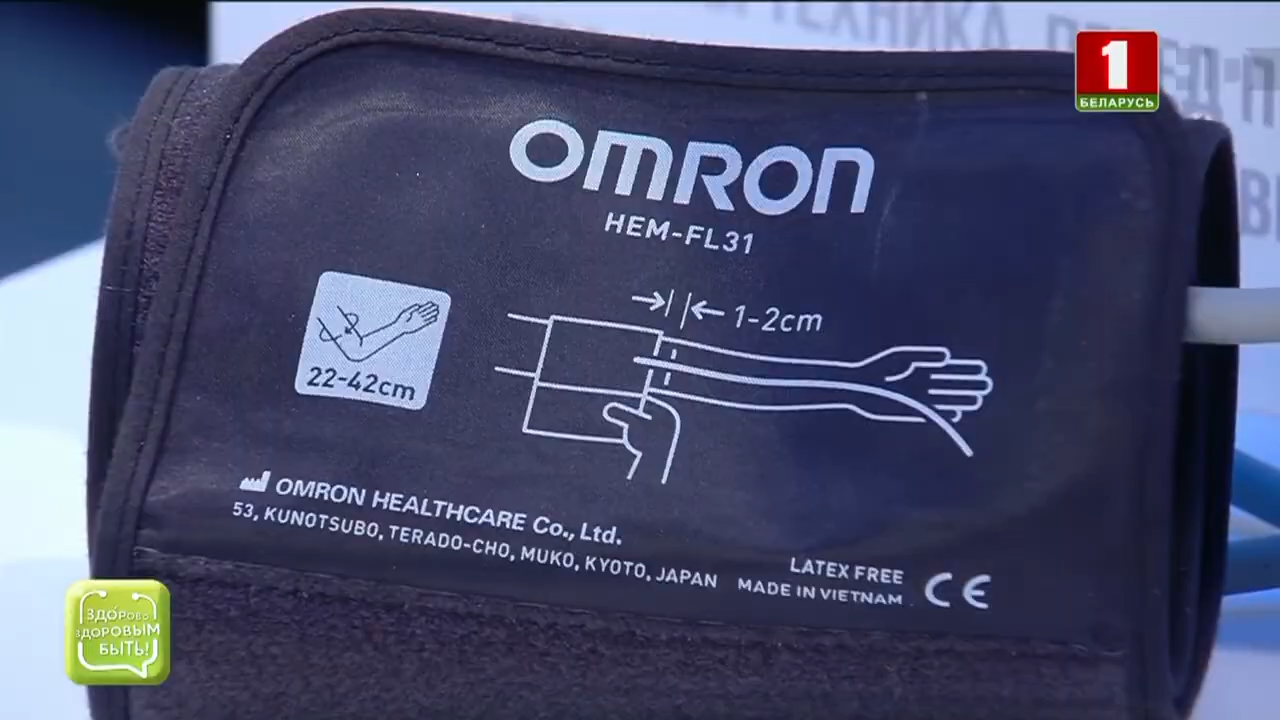 ТЕХНИКА
1
БЕЛАРУСЬ
OMRON
HEM-FL31
1-2cm
22-42cm
OMRON HEALTHCARE Co., Ltd.
53, KUNOTSUBO, TERADO-CHO, MUKO, KYOTO, JAPAN
LATEX FREE
MADE IN VIETNAM
CE
ЗДОРОВО
ЗДОРОВЫМ
БЫТЬ!